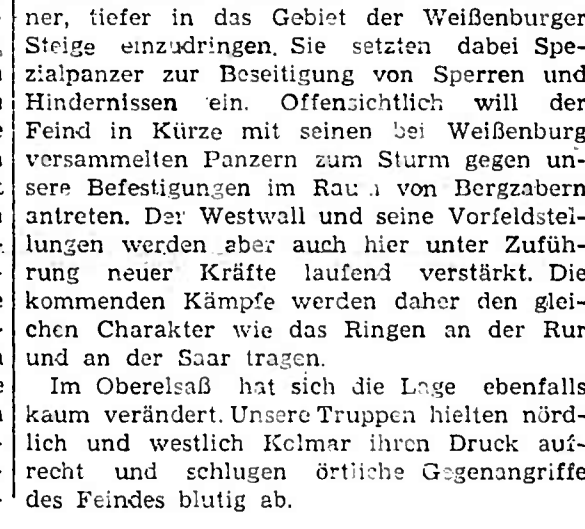 ner, tiefer in das Gebiet der Weißenburger
Steige einzudringen. Sie setzten dabei Spe-
zialpanzer zur Beseitigung von Sperren und
Hindernissen ein. Offensichtlich will der
Feind in Kürze mit seinen bei Weißenburg
versammelten Panzern zum Sturm gegen un-
sere Befestigungen im Raum von Bergzabern
antreten. Der Westwall und seine Vorfeldstel-
lungen werden aber auch hier unter Zufüh-
rung neuer Kräfte laufend verstärkt. Die
kommenden Kämpfe werden daher den glei-
chen Charakter wie das Ringen an der Rur
und an der Saar tragen.
Im Oberelsaß hat sich die Lage ebenfalls
kaum verändert. Unsere Truppen hielten nörd-
lich und westlich Kolmar ihren Druck auf-
recht und schlugen örtliche Gegenangriffe
des Feindes blutig ab.